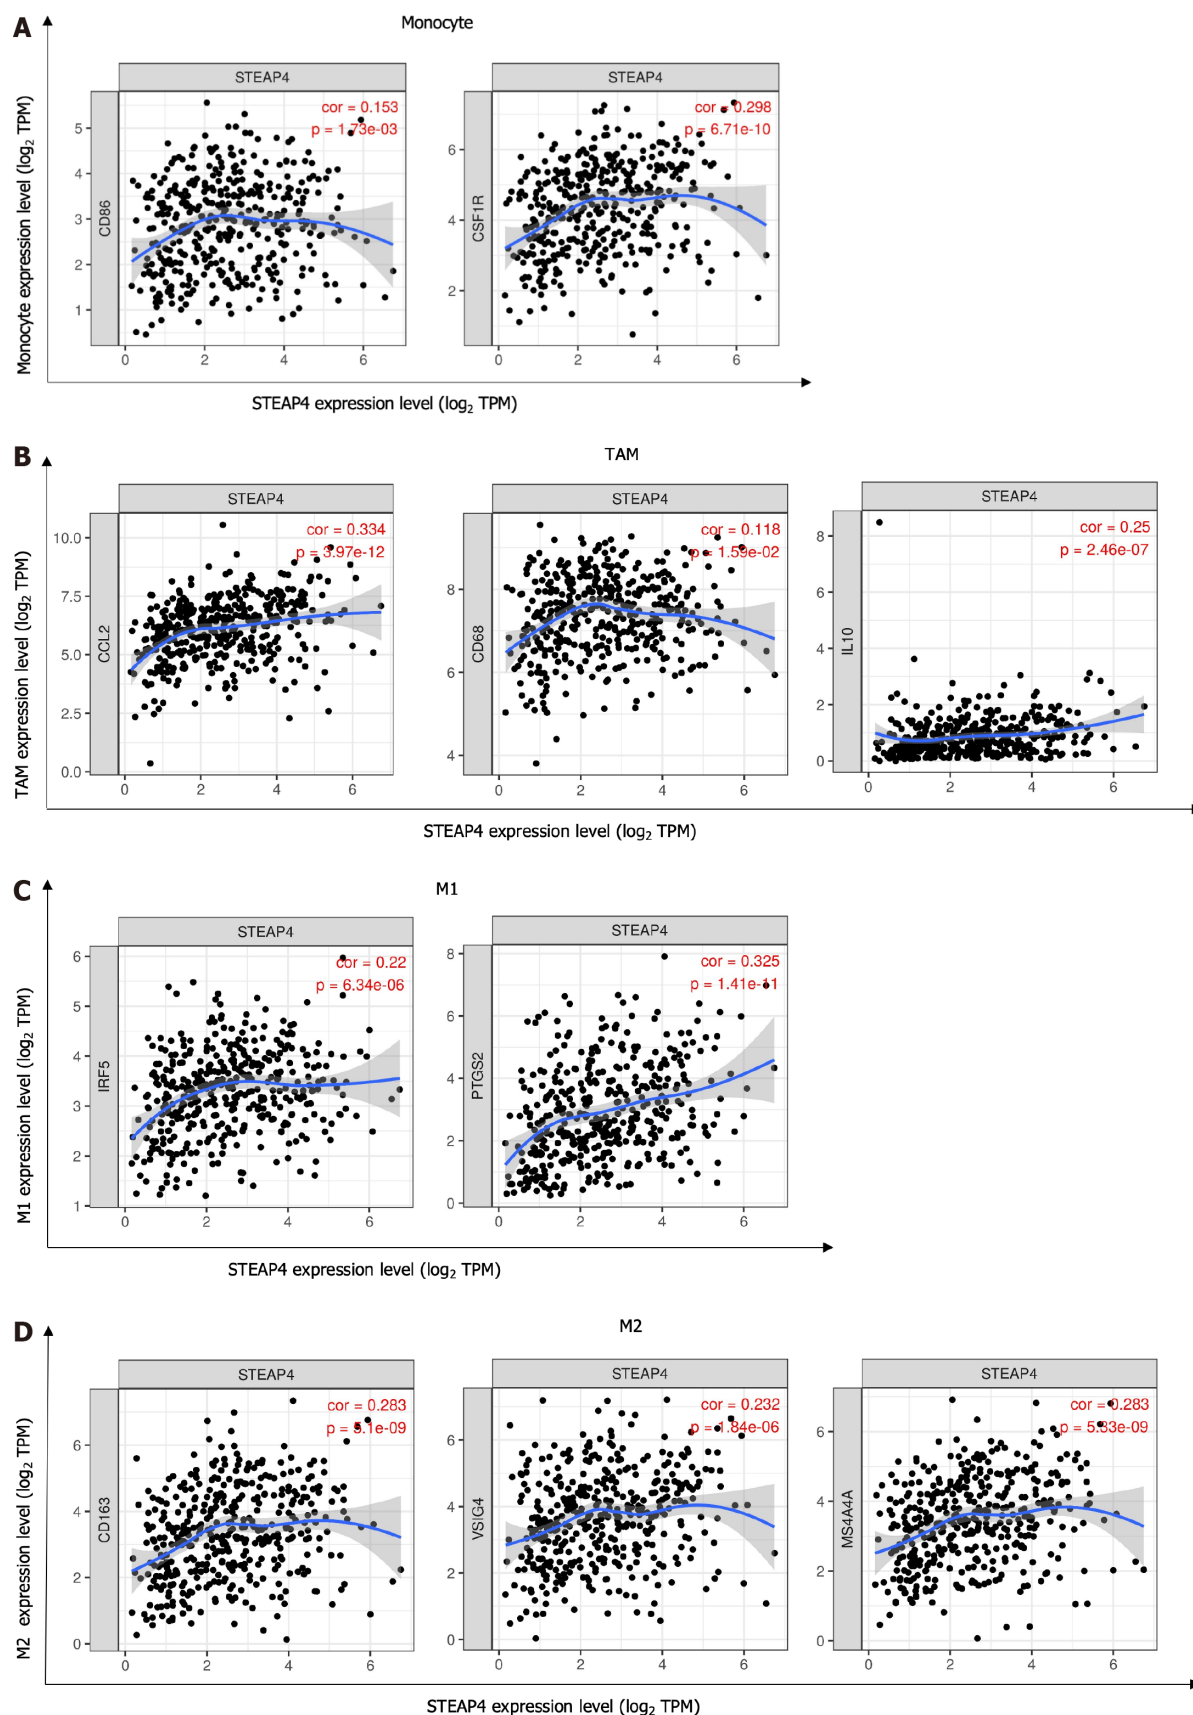 A
Monocyte
Monocyte expression level (log2 TPM)
STEAP4
CD86
cor = 0.153
p = 1.73e-03
5
4
3
2
1
0 2 4 6
STEAP4
CSF1R
cor = 0.298
p = 6.71e-10
6
4
2
0 2 4 6
STEAP4 expression level (log2 TPM)
B
TAM
TAM expression level (log2 TPM)
STEAP4
CCL2
cor = 0.334
p = 3.97e-12
10.0
7.5
5.0
2.5
0.0
0 2 4 6
STEAP4
CD68
cor = 0.118
p = 1.59e-02
8
6
4
0 2 4 6
STEAP4
IL10
cor = 0.25
p = 2.46e-07
8
6
4
2
0
0 2 4 6
STEAP4 expression level (log2 TPM)
C
M1
M1 expression level (log2 TPM)
STEAP4
IRF5
cor = 0.22
p = 6.34e-06
6
5
4
3
2
1
0 2 4 6
STEAP4
PTGS2
cor = 0.325
p = 1.41e-11
8
6
4
2
0
0 2 4 6
STEAP4 expression level (log2 TPM)
D
M2
M2 expression level (log2 TPM)
STEAP4
CD163
cor = 0.283
p = 5.1e-09
6
4
2
0
0 2 4 6
STEAP4
VSIG4
cor = 0.232
p = 1.84e-06
6
4
2
0
0 2 4 6
STEAP4
MS4A4A
cor = 0.283
p = 5.33e-09
6
4
2
0
0 2 4 6
STEAP4 expression level (log2 TPM)